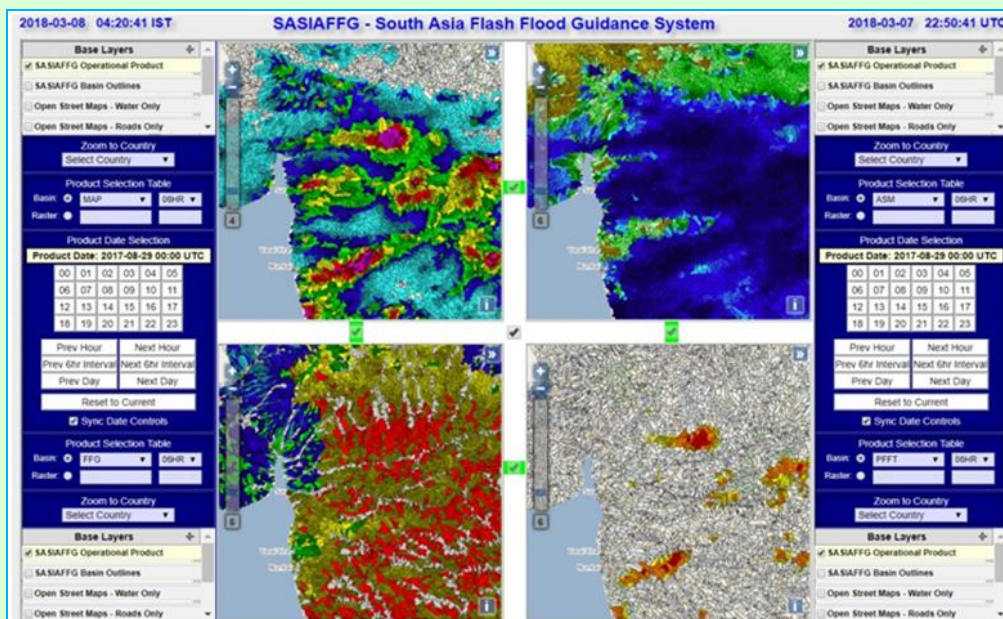 2018-03-08 04:20:41 IST
SASIAFFG - South Asia Flash Flood Guidance System
2018-03-07 22:50:41 UTC
Base Layers
SASIAFFG Operational Product
SASIAFFG Basin Outlines
Open Street Maps - Water Only
Open Street Maps - Roads Only
Zoom to Country
Select Country
Product Selection Table
Basin: MAP 06HR
Raster:
Product Date Selection
Product Date: 2017-08-29 00:00 UTC
00 01 02 03 04 05
06 07 08 09 10 11
12 13 14 15 16 17
18 19 20 21 22 23
Prev Hour Next Hour
Prev 6hr Interval Next 6hr Interval
Prev Day Next Day
Reset to Current
Sync Date Controls
Product Selection Table
Basin: FFG 06HR
Raster:
Zoom to Country
Select Country
Base Layers
SASIAFFG Operational Product
SASIAFFG Basin Outlines
Open Street Maps - Water Only
Open Street Maps - Roads Only
4
6
6
6
Base Layers
SASIAFFG Operational Product
SASIAFFG Basin Outlines
Open Street Maps - Water Only
Open Street Maps - Roads Only
Zoom to Country
Select Country
Product Selection Table
Basin: ASM 06HR
Raster:
Product Date Selection
Product Date: 2017-08-29 00:00 UTC
00 01 02 03 04 05
06 07 08 09 10 11
12 13 14 15 16 17
18 19 20 21 22 23
Prev Hour Next Hour
Prev 6hr Interval Next 6hr Interval
Prev Day Next Day
Reset to Current
Sync Date Controls
Product Selection Table
Basin: PFFT 06HR
Raster:
Zoom to Country
Select Country
Base Layers
SASIAFFG Operational Product
SASIAFFG Basin Outlines
Open Street Maps - Water Only
Open Street Maps - Roads Only